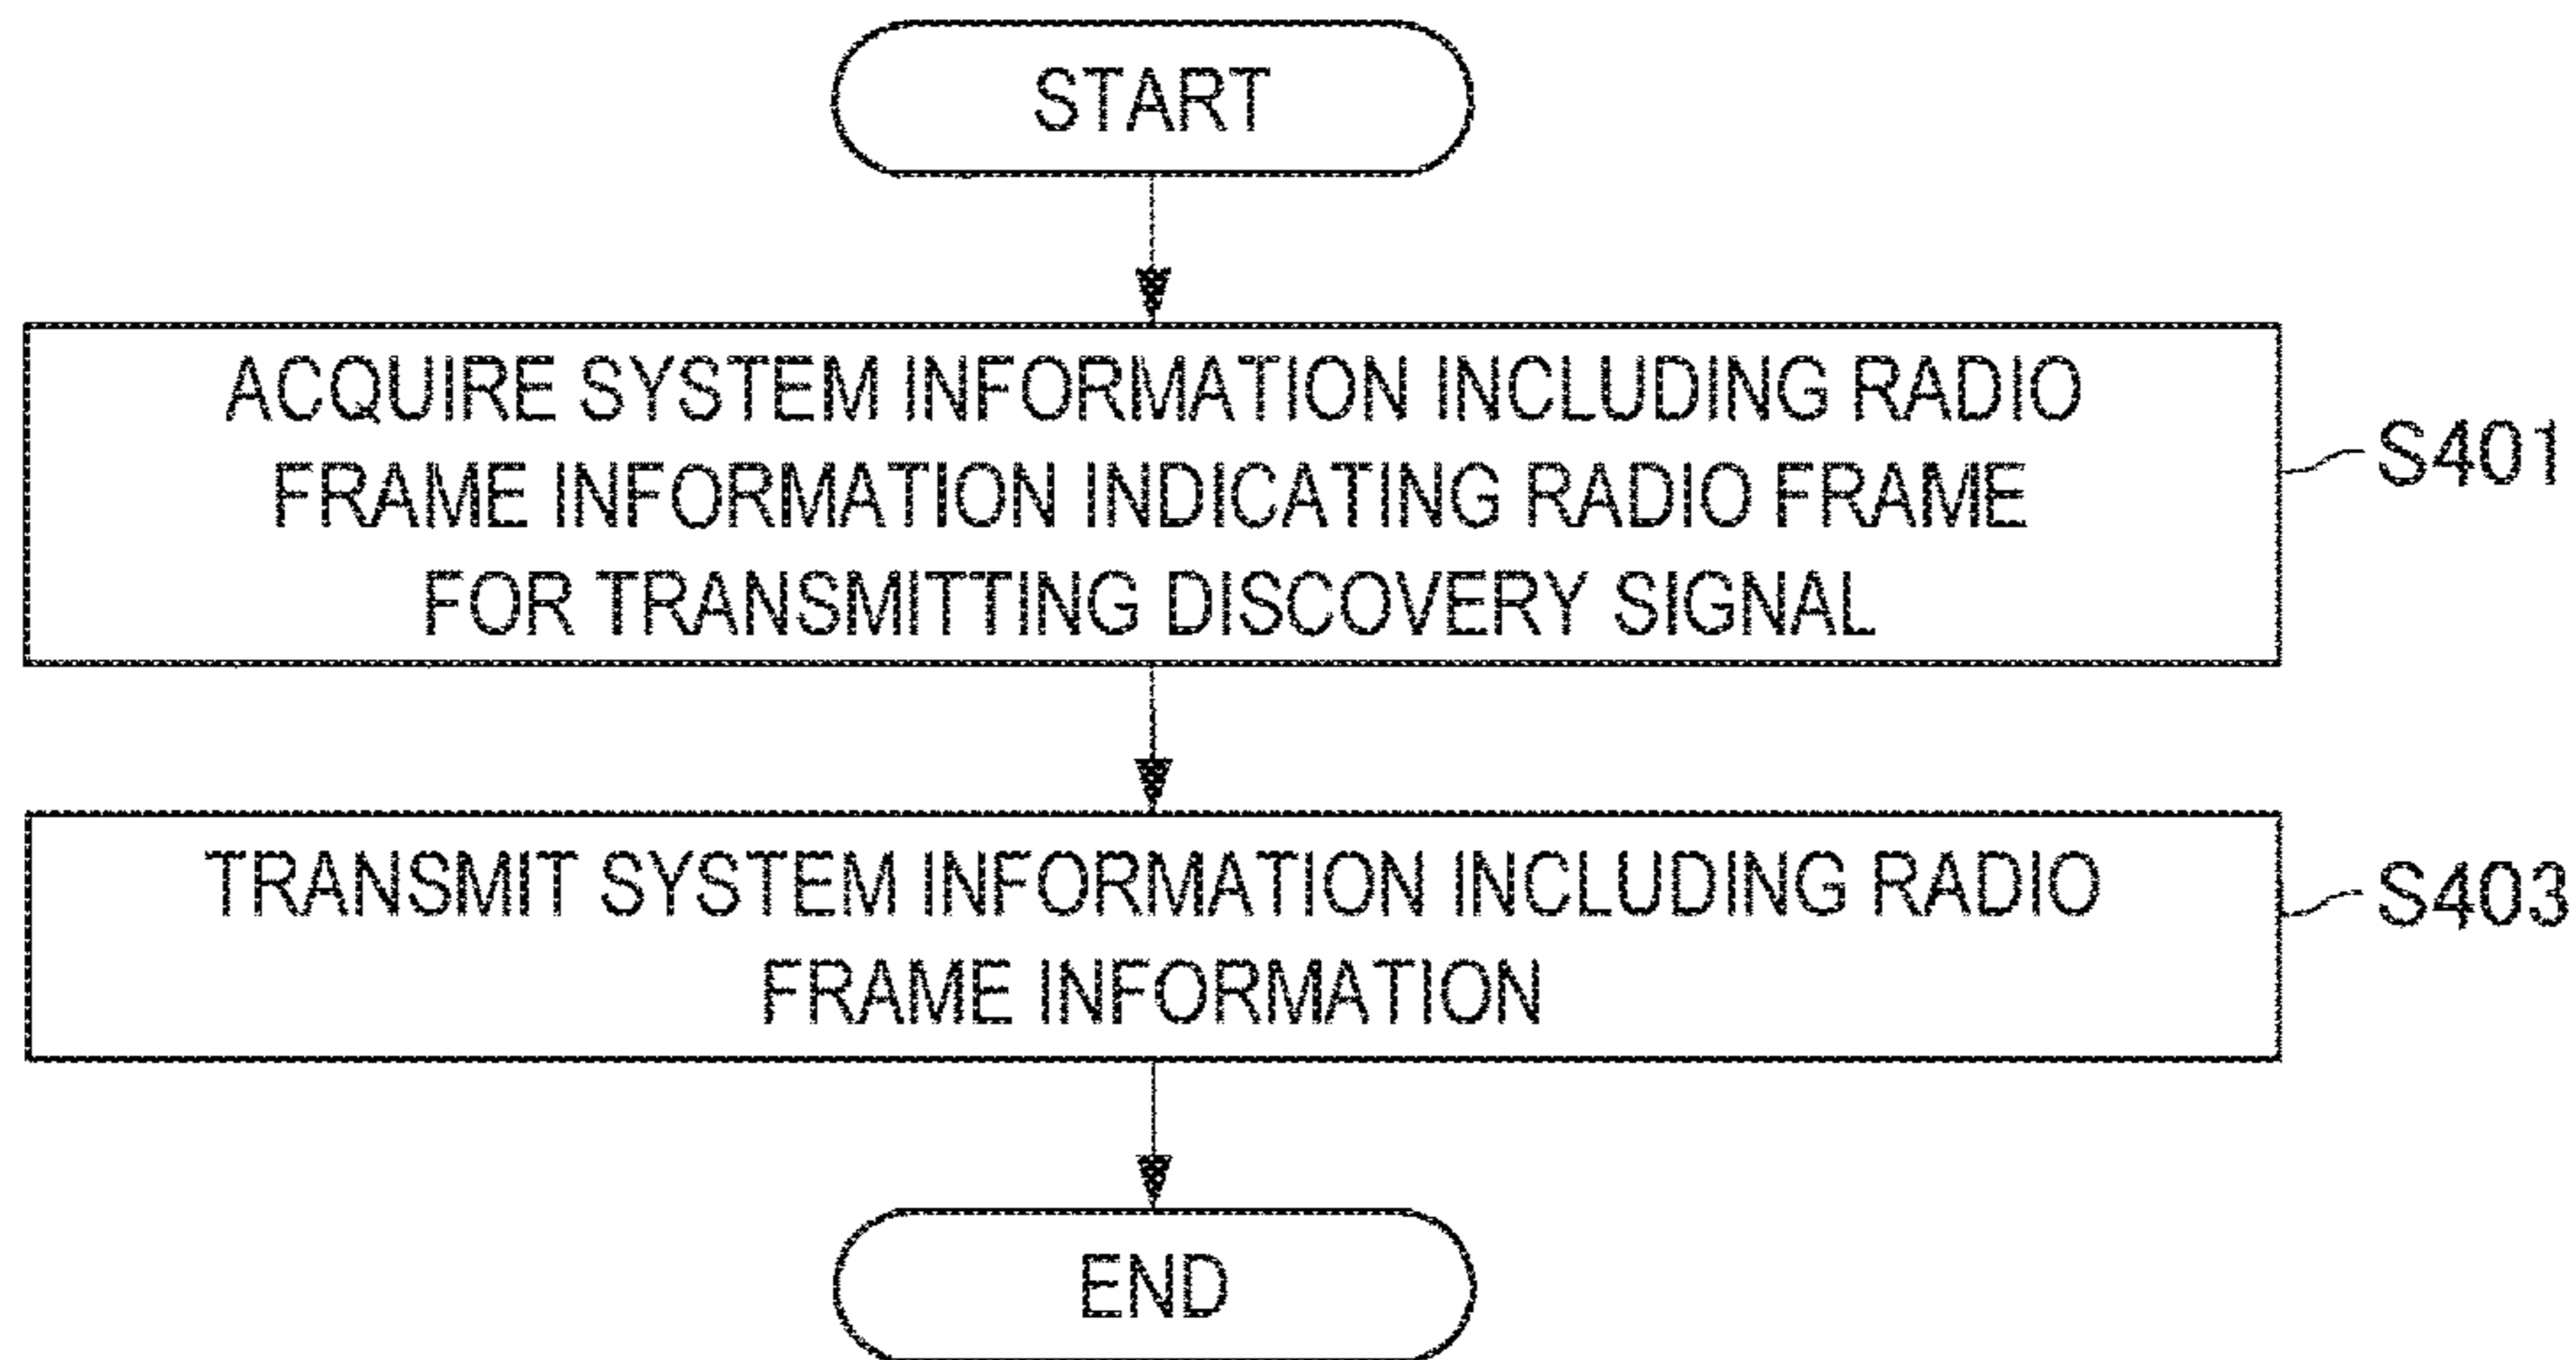 START
ACQUIRE SYSTEM INFORMATION INCLUDING RADIO
FRAME INFORMATION INDICATING RADIO FRAME
FOR TRANSMITTING DISCOVERY SIGNAL
S401
TRANSMIT SYSTEM INFORMATION INCLUDING RADIO
FRAME INFORMATION
S403
END